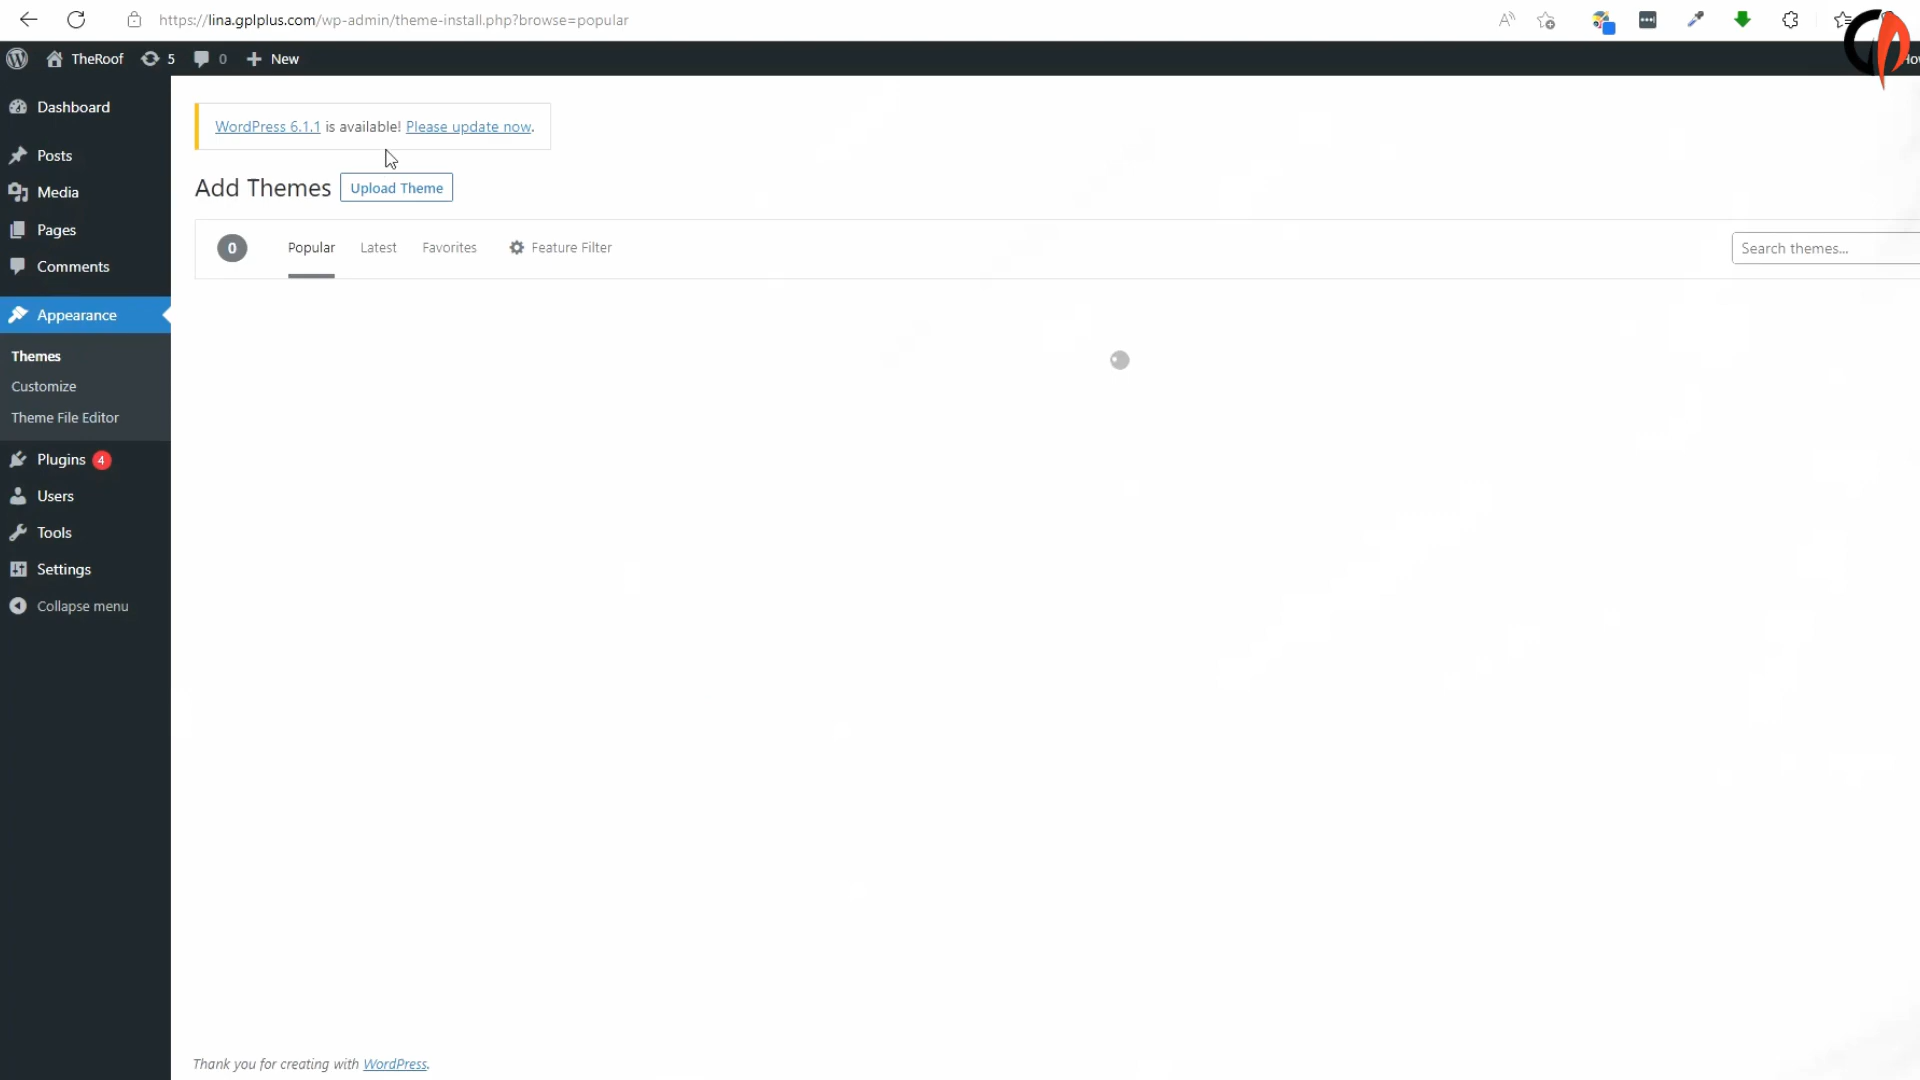 https://lina.gplplus.com/wp-admin/theme-install.php?browse=popular
TheRoof 5 0 New
Dashboard
WordPress 6.1.1 is available! Please update now.
Posts
Add Themes Upload Theme
Media
Pages
0 Popular Latest Favorites Feature Filter Search themes...
Comments
Appearance
Themes
Customize
Theme File Editor
Plugins 4
Users
Tools
Settings
Collapse menu
Thank you for creating with WordPress.